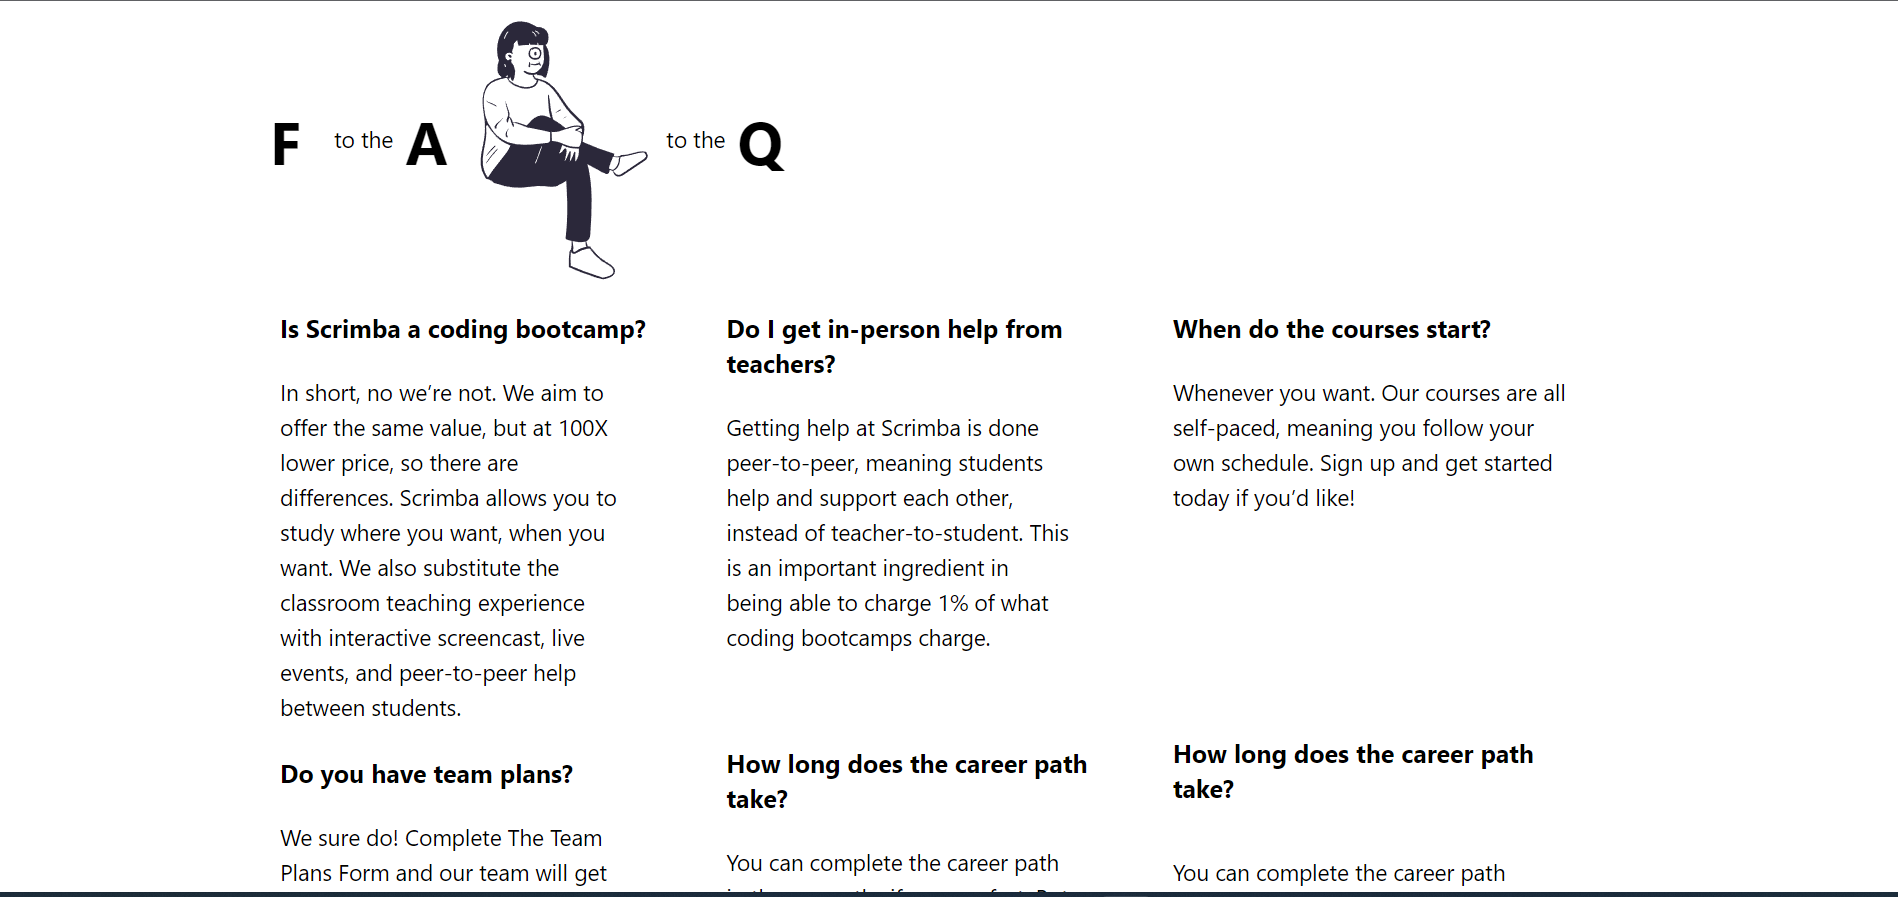 F to the A to the Q
Is Scrimba a coding bootcamp?
In short, no we’re not. We aim to
offer the same value, but at 100X
lower price, so there are
differences. Scrimba allows you to
study where you want, when you
want. We also substitute the
classroom teaching experience
with interactive screencast, live
events, and peer-to-peer help
between students.
Do I get in-person help from
teachers?
Getting help at Scrimba is done
peer-to-peer, meaning students
help and support each other,
instead of teacher-to-student. This
is an important ingredient in
being able to charge 1% of what
coding bootcamps charge.
When do the courses start?
Whenever you want. Our courses are all
self-paced, meaning you follow your
own schedule. Sign up and get started
today if you’d like!
Do you have team plans?
We sure do! Complete The Team
Plans Form and our team will get
How long does the career path
take?
You can complete the career path
How long does the career path
take?
You can complete the career path